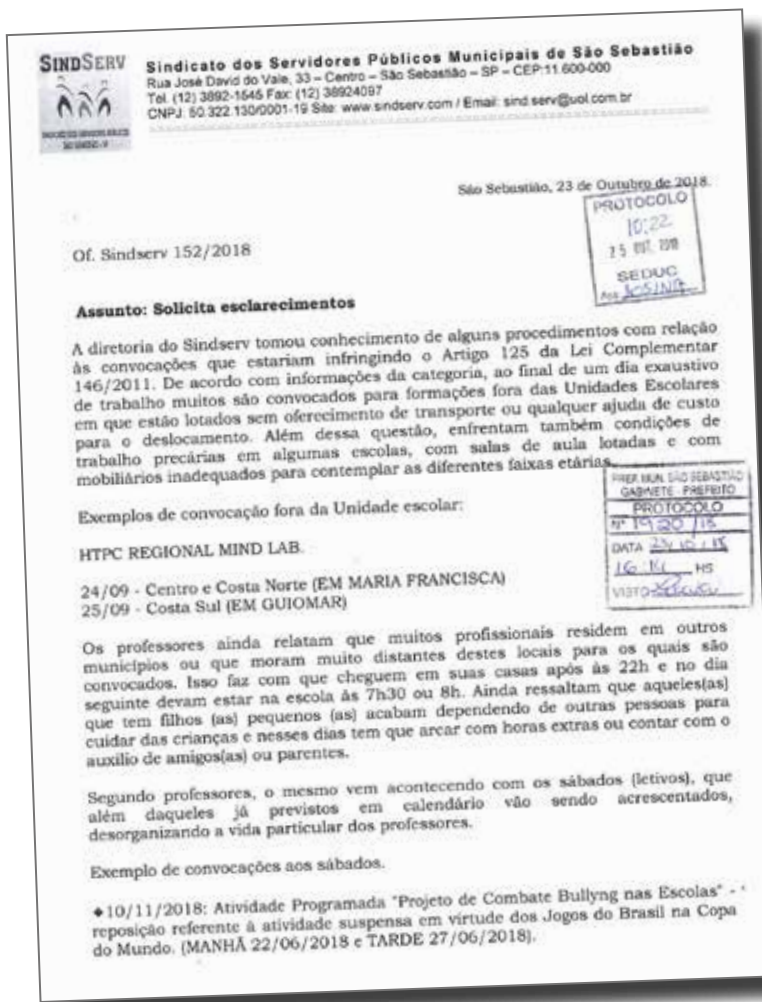 SINDSERV
Sindicato dos Servidores Públicos Municipais de São Sebastião
Rua José David do Vale, 33 – Centro – São Sebastião – SP – CEP:11.600-000
Tel. (12) 3892-1545 Fax: (12) 38924097
CNPJ: 50.322.130/0001-19 Site: www.sindserv.com / Email: sind.serv@uol.com.br
São Sebastião, 23 de Outubro de 2018.
PROTOCOLO
10:22
25 OUT. 2018
SEDUC
JOSINA
Of. Sindserv 152/2018
Assunto: Solicita esclarecimentos
A diretoria do Sindserv tomou conhecimento de alguns procedimentos com relação
às convocações que estariam infringindo o Artigo 125 da Lei Complementar
146/2011. De acordo com informações da categoria, ao final de um dia exaustivo
de trabalho muitos são convocados para formações fora das Unidades Escolares
em que estão lotados sem oferecimento de transporte ou qualquer ajuda de custo
para o deslocamento. Além dessa questão, enfrentam também condições de
trabalho precárias em algumas escolas, com salas de aula lotadas e com
mobiliários inadequados para contemplar as diferentes faixas etárias.
PREF. MUN. SÃO SEBASTIÃO
GABINETE - PREFEITO
PROTOCOLO
Nº 1920/18
DATA
16 HS
VISTO
Exemplos de convocação fora da Unidade escolar:
HTPC REGIONAL MIND LAB.
24/09 - Centro e Costa Norte (EM MARIA FRANCISCA)
25/09 - Costa Sul (EM GUIOMAR)
Os professores ainda relatam que muitos profissionais residem em outros
municípios ou que moram muito distantes destes locais para os quais são
convocados. Isso faz com que cheguem em suas casas após às 22h e no dia
seguinte devam estar na escola às 7h30 ou 8h. Ainda ressaltam que aqueles(as)
que tem filhos (as) pequenos (as) acabam dependendo de outras pessoas para
cuidar das crianças e nesses dias tem que arcar com horas extras ou contar com o
auxilio de amigos(as) ou parentes.
Segundo professores, o mesmo vem acontecendo com os sábados (letivos), que
além daqueles já previstos em calendário vão sendo acrescentados,
desorganizando a vida particular dos professores.
Exemplo de convocações aos sábados.
◆10/11/2018: Atividade Programada "Projeto de Combate Bullyng nas Escolas" -
reposição referente à atividade suspensa em virtude dos Jogos do Brasil na Copa
do Mundo. (MANHÃ 22/06/2018 e TARDE 27/06/2018).